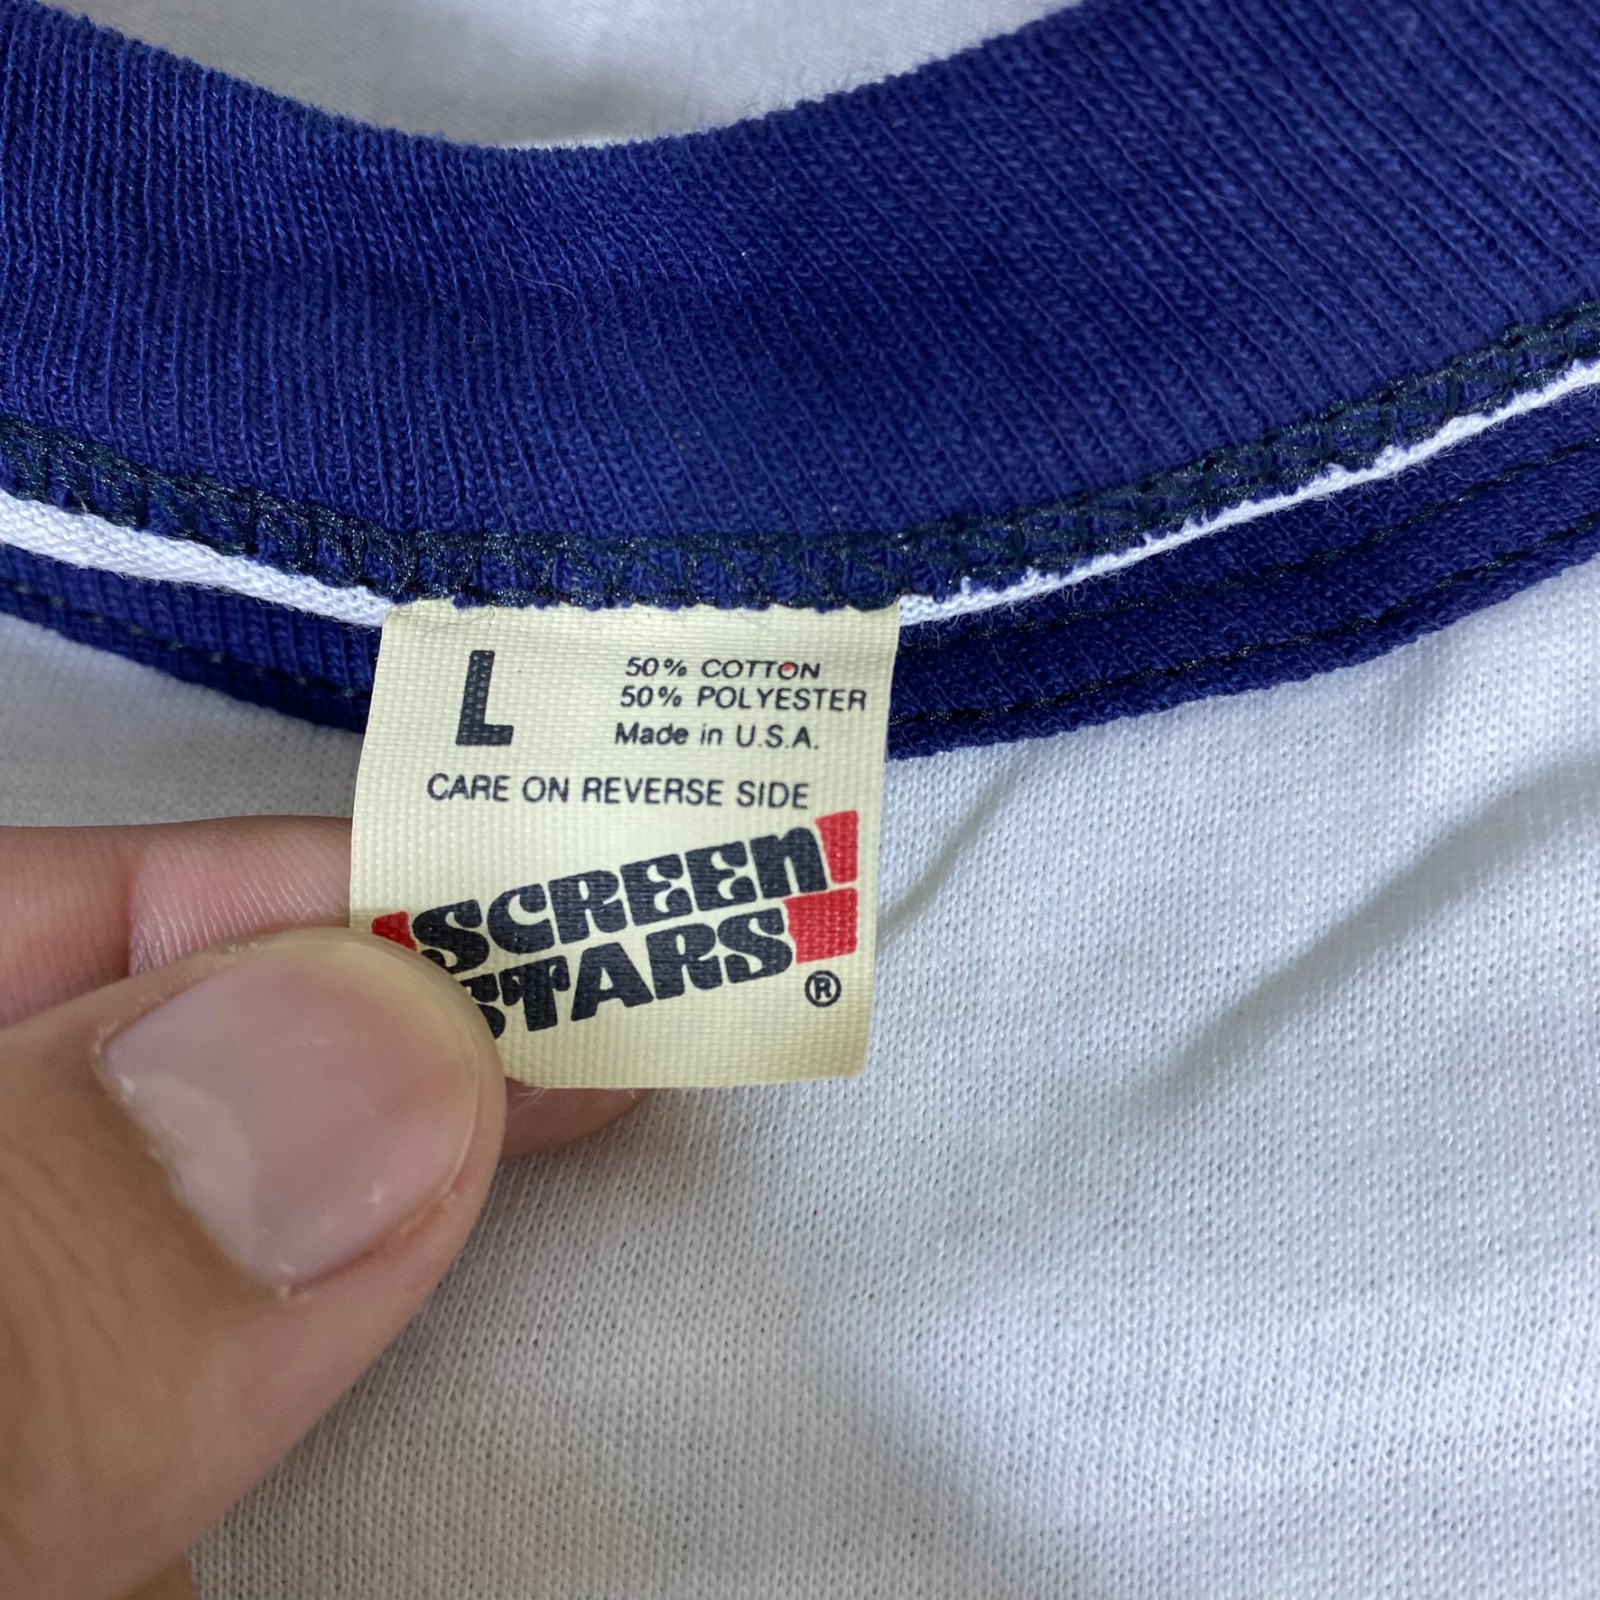 L
50% COTTON
50% POLYESTER
Made in U.S.A.
CARE ON REVERSE SIDE
SCREEN
STARS
®